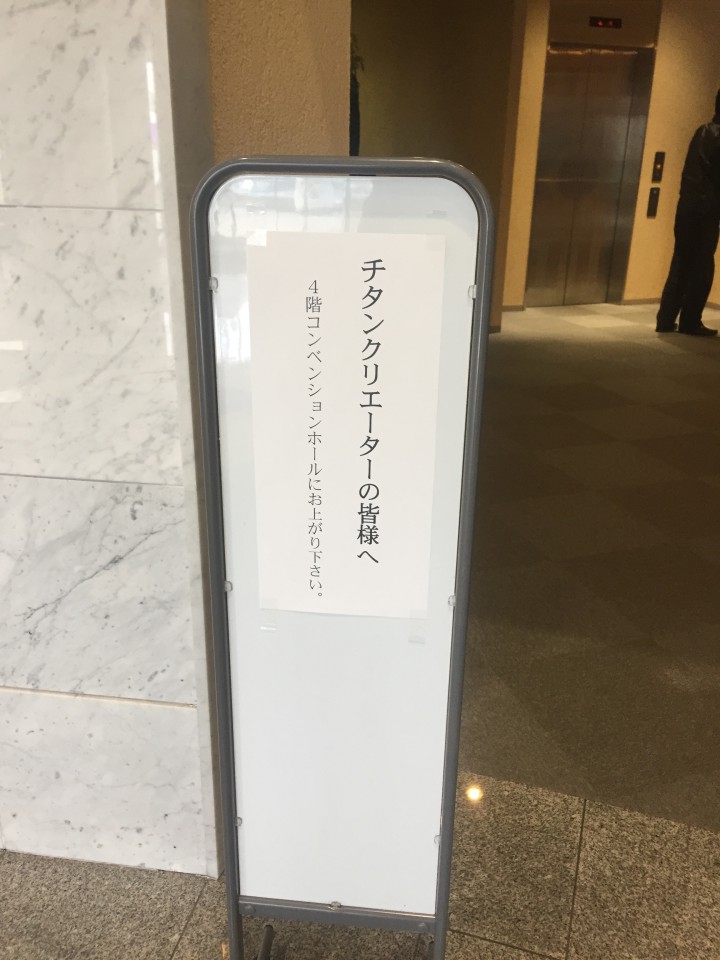 チタンクリエーターの皆様へ
4階コンベンションホールにお上がり下さい。